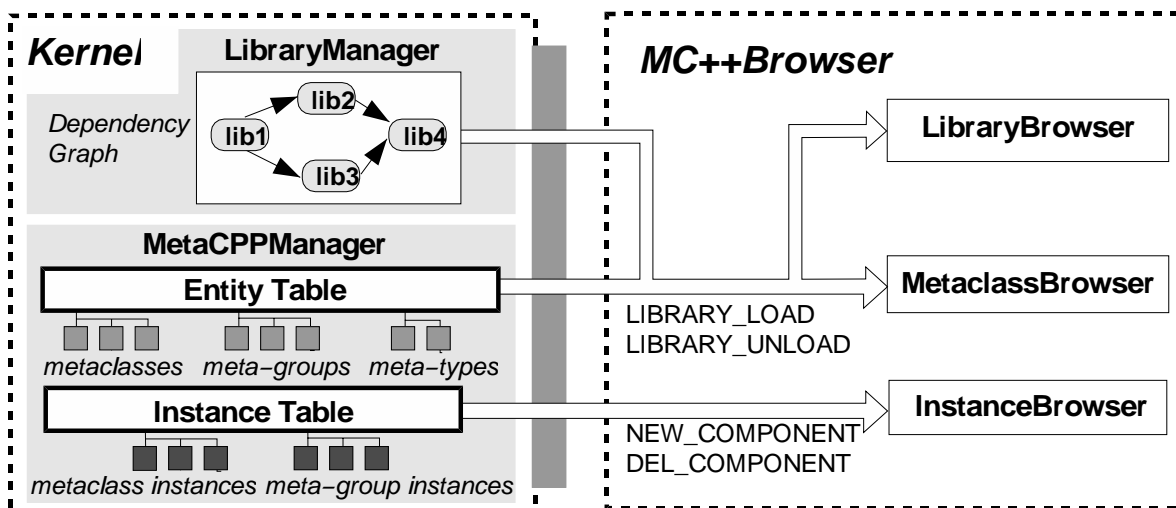 Kernel
LibraryManager
Dependency
Graph
lib1
lib2
lib3
lib4
MetaCPPManager
Entity Table
metaclasses
meta-groups
meta-types
Instance Table
metaclass instances
meta-group instances
MC++Browser
LibraryBrowser
MetaclassBrowser
LIBRARY_LOAD
LIBRARY_UNLOAD
InstanceBrowser
NEW_COMPONENT
DEL_COMPONENT